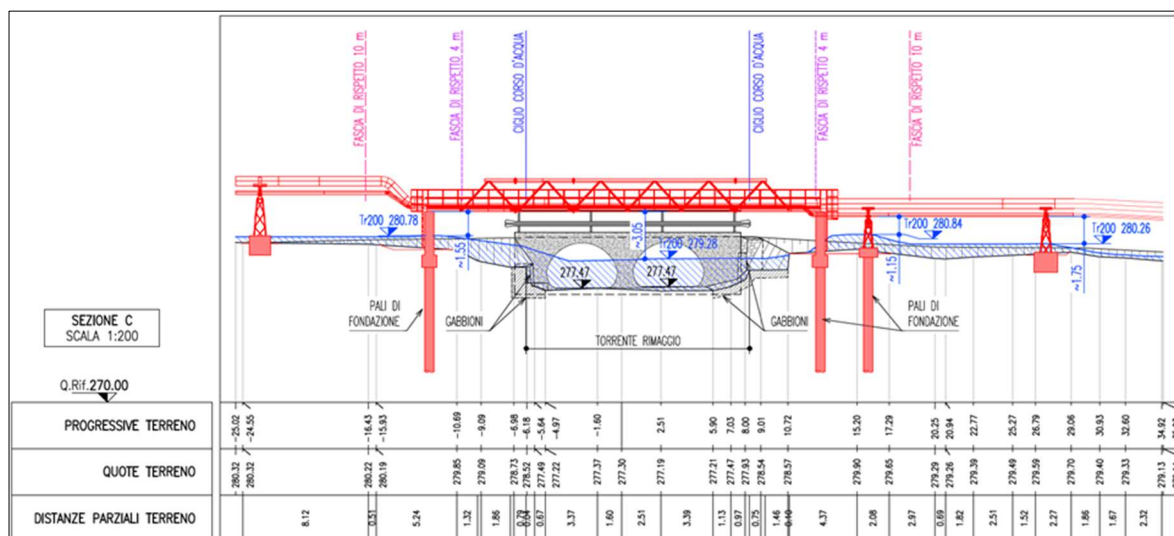 FASCIA DI RISPETTO 10 m
FASCIA DI RISPETTO 4 m
CIGLIO CORSO D'ACQUA
CIGLIO CORSO D'ACQUA
FASCIA DI RISPETTO 4 m
FASCIA DI RISPETTO 10 m
Tr200 280.78
Tr200 279.28
Tr200 280.84
Tr200 280.26
~1.55
~3.05
~1.15
~1.75
277.47
277.47
PALI DI
FONDAZIONE
GABBIONI
TORRENTE RIMAGGIO
GABBIONI
PALI DI
FONDAZIONE
SEZIONE C
SCALA 1:200
Q.Rif.270.00
PROGRESSIVE TERRENO
-25.02 -24.55 -16.43 -15.93 -10.69 -9.09 -6.98 -6.18 -5.64 -4.97 -1.60 2.51 5.90 7.03 8.00 9.01 10.72 15.20 17.29 20.25 20.94 22.77 25.27 26.79 29.06 30.93 32.60 34.92
QUOTE TERRENO
280.32 280.32 280.22 280.19 279.85 279.09 278.73 278.52 277.49 277.22 277.37 277.30 277.19 277.21 277.47 277.93 278.54 278.57 279.90 279.65 279.29 279.26 279.39 279.49 279.59 279.70 279.40 279.33 279.13
DISTANZE PARZIALI TERRENO
8.12 0.51 5.24 1.32 1.86 0.79 0.04 0.67 3.37 1.60 2.51 3.39 1.13 0.97 0.75 1.46 0.10 4.37 2.08 2.97 0.69 1.82 2.51 1.52 2.27 1.86 1.67 2.32